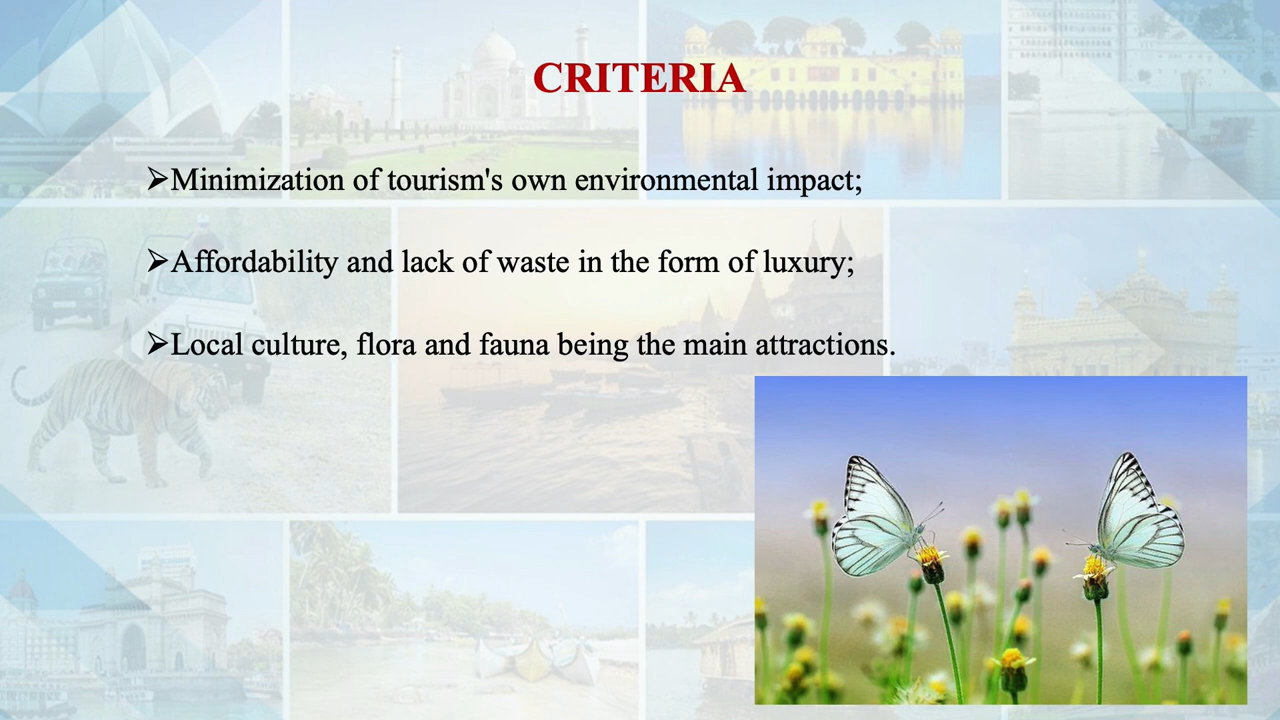 CRITERIA
➢Minimization of tourism's own environmental impact;
➢Affordability and lack of waste in the form of luxury;
➢Local culture, flora and fauna being the main attractions.